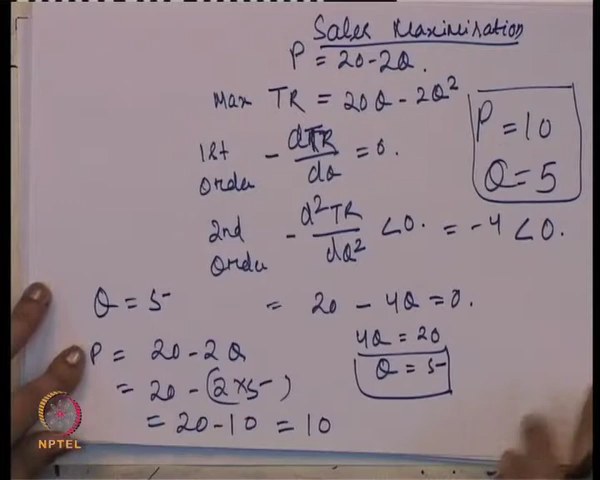 Sales Maximisation
P = 20-2Q.
Max TR = 20Q - 2Q²
P = 10
Q = 5
1st order - dTR/dQ = 0.
2nd order - d²TR/dQ² < 0. = -4 < 0.
Q = 5 = 20 - 4Q = 0.
4Q = 20
Q = 5
P = 20 - 2Q
= 20 - (2×5)
= 20 - 10 = 10
NPTEL